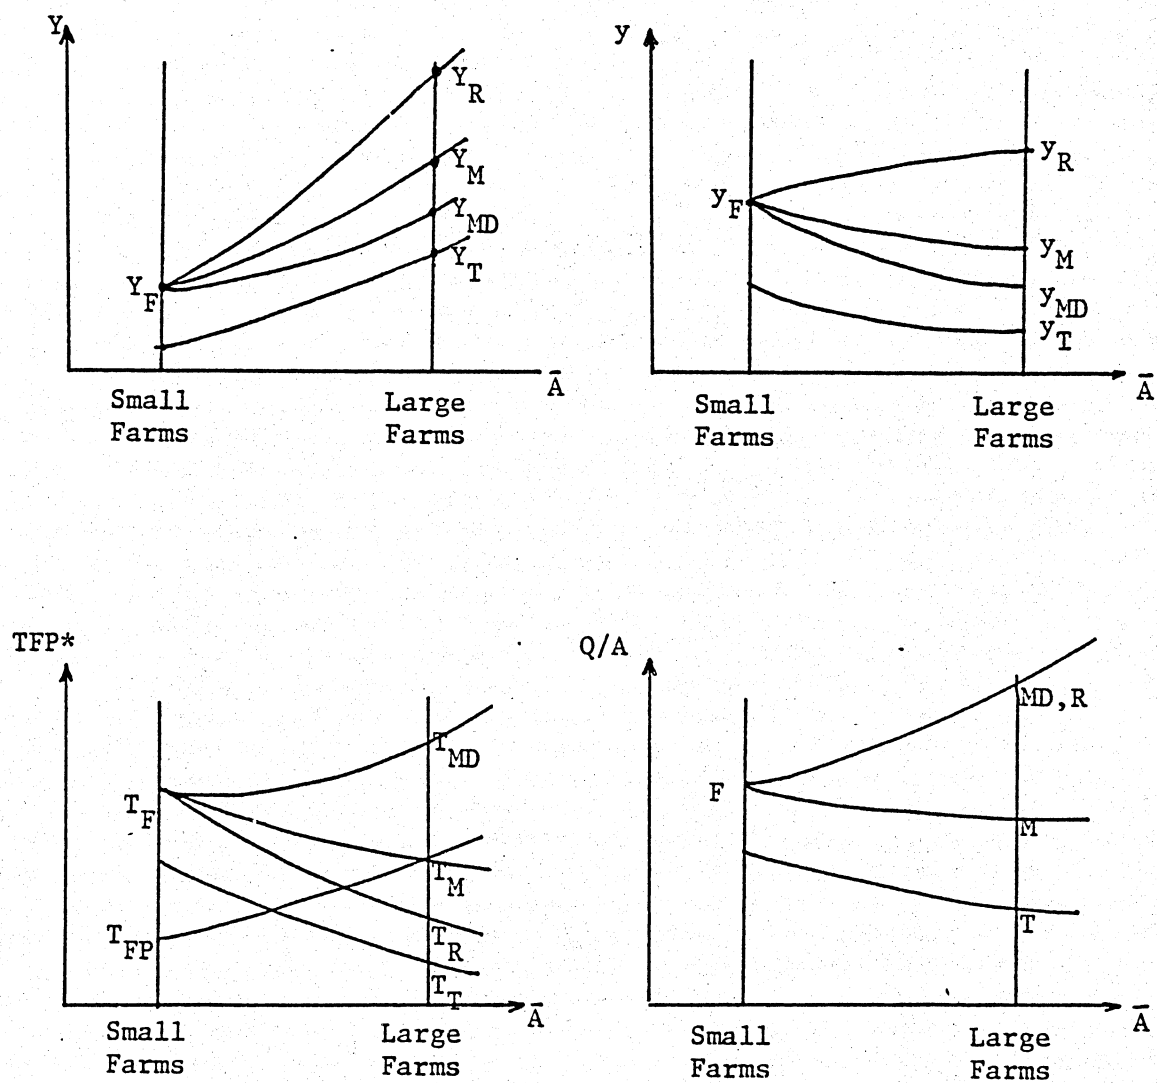 Y
Y_R
Y_M
Y_MD
Y_T
Y_F
Ā
Small
Farms
Large
Farms
y
y_R
y_F
y_M
y_MD
y_T
Ā
Small
Farms
Large
Farms
TFP*
T_MD
T_F
T_M
T_FP
T_R
T_T
Ā
Small
Farms
Large
Farms
Q/A
MD,R
F
M
T
Ā
Small
Farms
Large
Farms